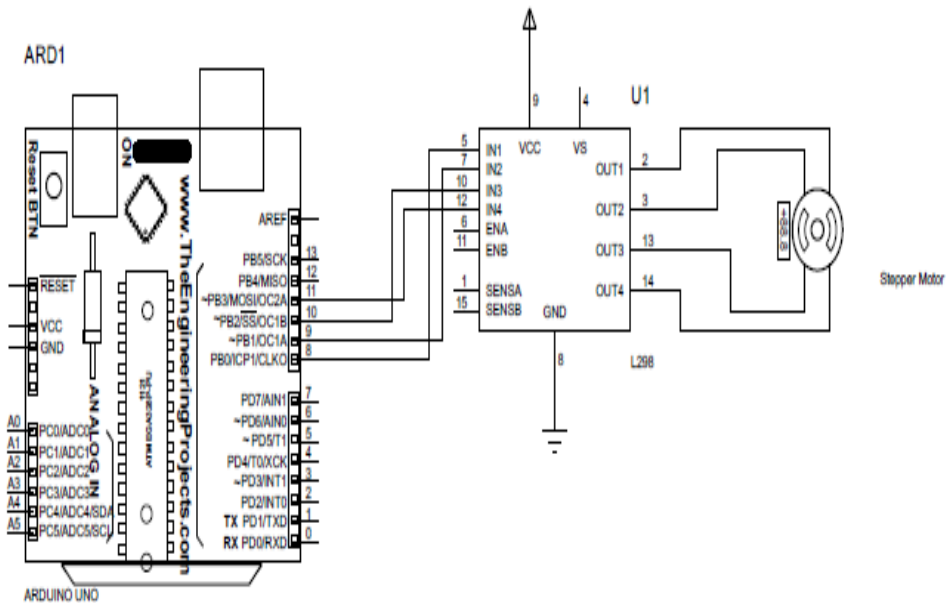 ARD1
Reset BTN
ON
www.TheEngineeringProjects.com
RESET
VCC
GND
ANALOG IN
A0 PC0/ADC0
A1 PC1/ADC1
A2 PC2/ADC2
A3 PC3/ADC3
A4 PC4/ADC4/SDA
A5 PC5/ADC5/SCL
AREF
PB5/SCK 13
PB4/MISO 12
~PB3/MOSI/OC2A 11
~PB2/SS/OC1B 10
~PB1/OC1A 9
PB0/ICP1/CLKO 8
PD7/AIN1 7
~PD6/AIN0 6
~PD5/T1 5
PD4/T0/XCK 4
~PD3/INT1 3
PD2/INT0 2
TX PD1/TXD 1
RX PD0/RXD 0
ARDUINO UNO
U1
9 VCC
4 VS
5 IN1
7 IN2
10 IN3
12 IN4
6 ENA
11 ENB
1 SENSA
15 SENSB
OUT1 2
OUT2 3
OUT3 13
OUT4 14
GND
8
L298
+88.8
Stepper Motor